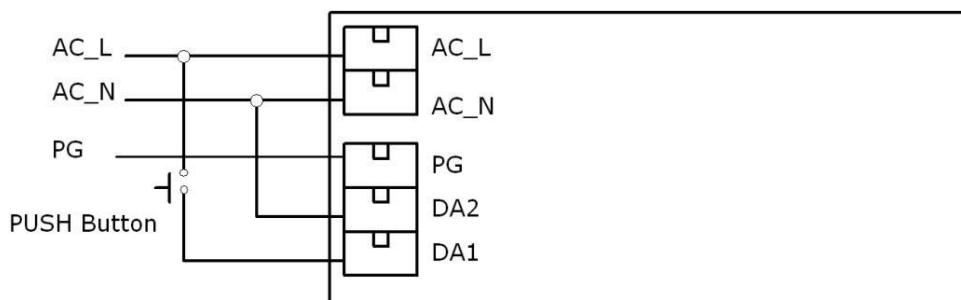 AC_L
AC_L
AC_N
AC_N
PG
PG
DA2
PUSH Button
DA1